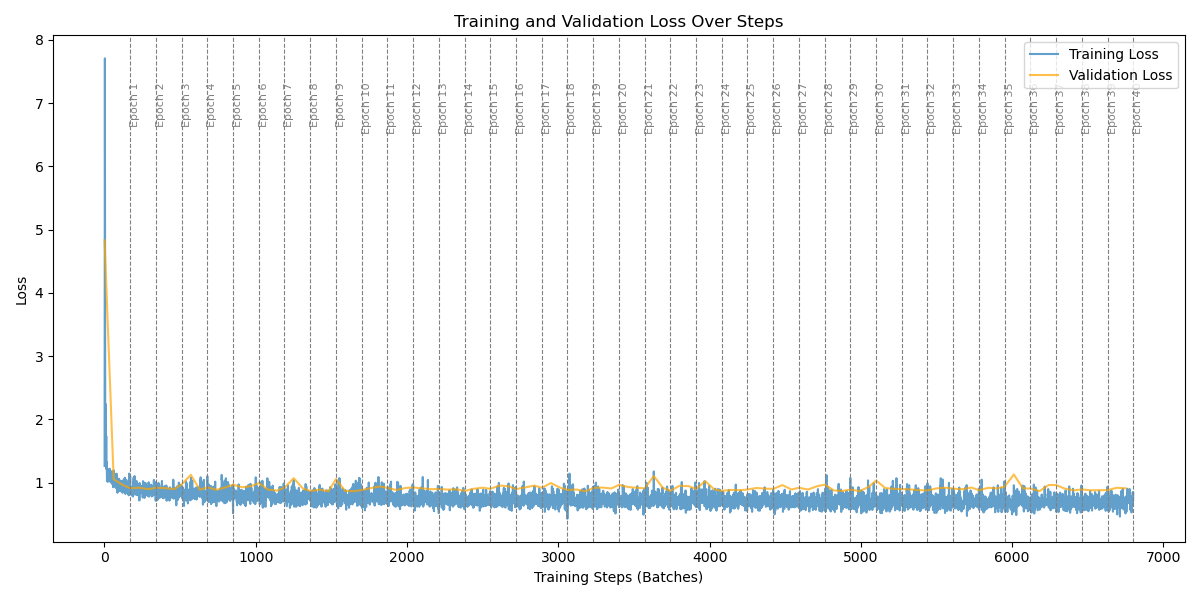 Training and Validation Loss Over Steps
Training Loss
Validation Loss
8
7
6
5
4
3
2
1
Loss
Epoch 1
Epoch 2
Epoch 3
Epoch 4
Epoch 5
Epoch 6
Epoch 7
Epoch 8
Epoch 9
Epoch 10
Epoch 11
Epoch 12
Epoch 13
Epoch 14
Epoch 15
Epoch 16
Epoch 17
Epoch 18
Epoch 19
Epoch 20
Epoch 21
Epoch 22
Epoch 23
Epoch 24
Epoch 25
Epoch 26
Epoch 27
Epoch 28
Epoch 29
Epoch 30
Epoch 31
Epoch 32
Epoch 33
Epoch 34
Epoch 35
Epoch
Epoch
Epoch
Epoch
Epoch
0
1000
2000
3000
4000
5000
6000
7000
Training Steps (Batches)